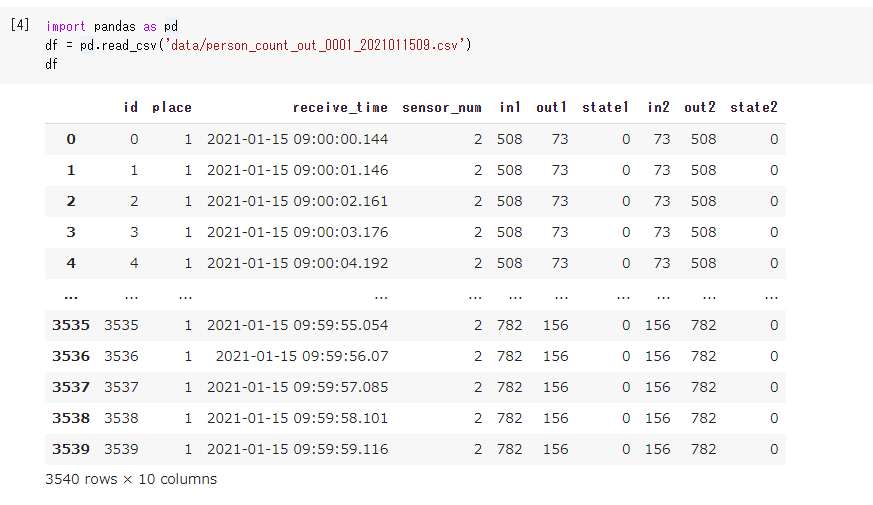 [4] import pandas as pd
df = pd.read_csv('data/person_count_out_0001_2021011509.csv')
df
id place receive_time sensor_num in1 out1 state1 in2 out2 state2
0 0 1 2021-01-15 09:00:00.144 2 508 73 0 73 508 0
1 1 1 2021-01-15 09:00:01.146 2 508 73 0 73 508 0
2 2 1 2021-01-15 09:00:02.161 2 508 73 0 73 508 0
3 3 1 2021-01-15 09:00:03.176 2 508 73 0 73 508 0
4 4 1 2021-01-15 09:00:04.192 2 508 73 0 73 508 0
... ... ... ... ... ... ... ... ... ... ...
3535 3535 1 2021-01-15 09:59:55.054 2 782 156 0 156 782 0
3536 3536 1 2021-01-15 09:59:56.07 2 782 156 0 156 782 0
3537 3537 1 2021-01-15 09:59:57.085 2 782 156 0 156 782 0
3538 3538 1 2021-01-15 09:59:58.101 2 782 156 0 156 782 0
3539 3539 1 2021-01-15 09:59:59.116 2 782 156 0 156 782 0
3540 rows × 10 columns